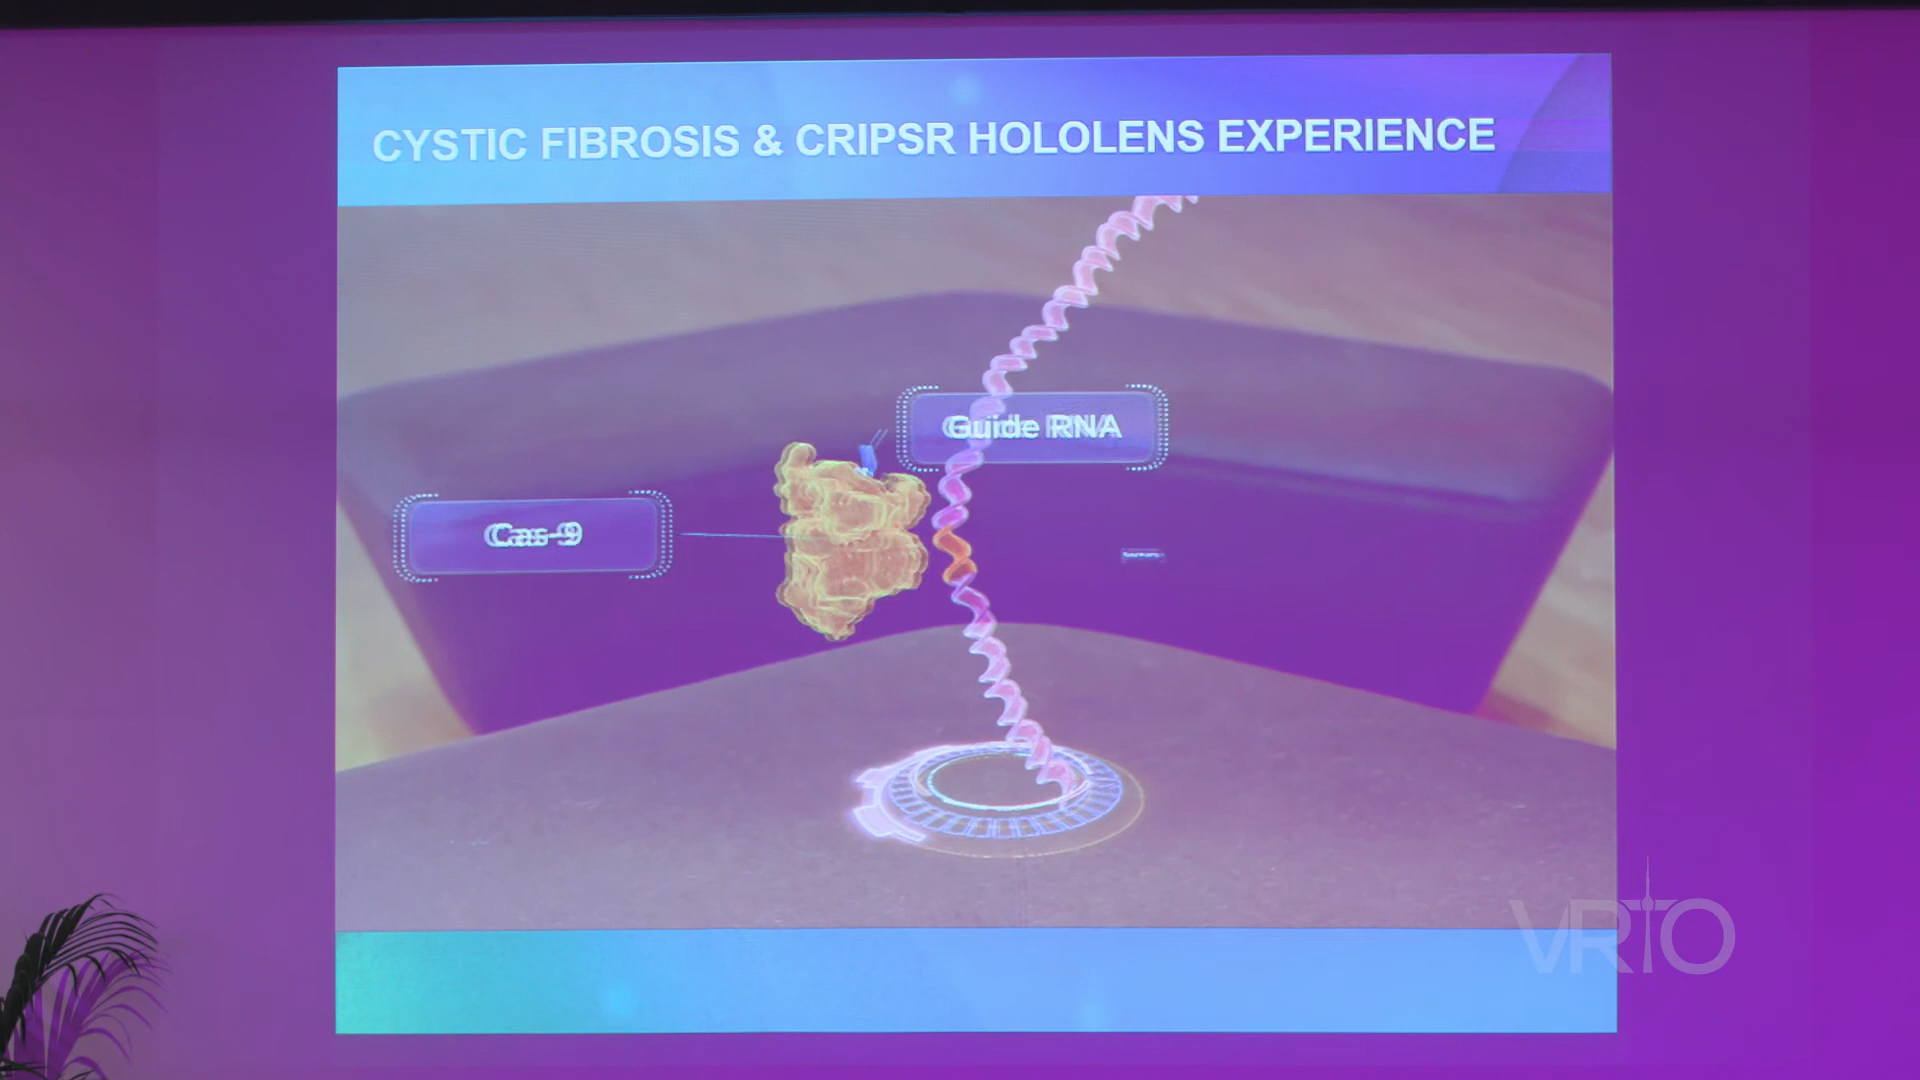 CYSTIC FIBROSIS & CRIPSR HOLOLENS EXPERIENCE
Guide RNA
Cas-9
VRTO